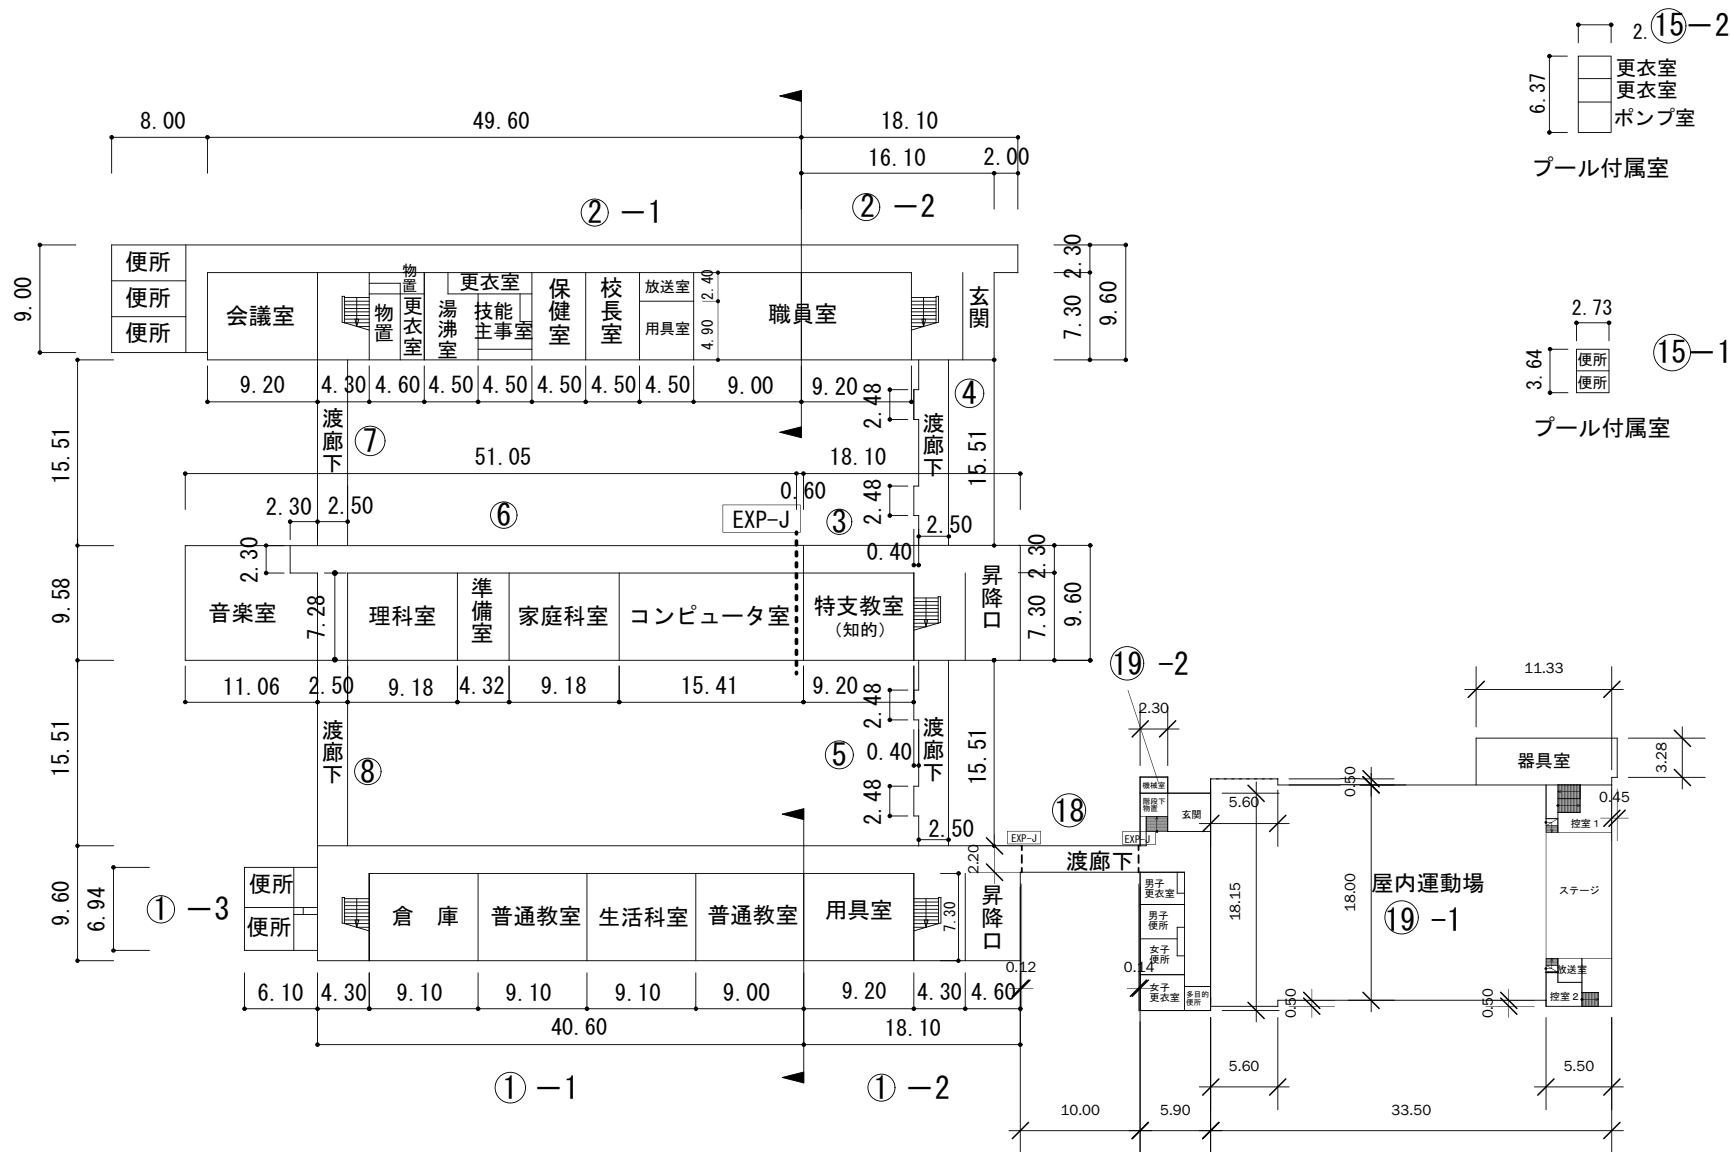 2. ⑮－2
6.37
更衣室
更衣室
ポンプ室
プール付属室
2.73
3.64
便所
便所
⑮－1
プール付属室
8.00
49.60
18.10
16.10
2.00
②－1
②－2
9.00
便所
便所
便所
会議室
物置
物置
更衣室
湯沸室
更衣室
技能
主事室
保健室
校長室
放送室
用具室
2.40
4.90
職員室
玄関
2.30
7.30
9.60
9.20
4.30
4.60
4.50
4.50
4.50
4.50
4.50
9.00
9.20
15.51
渡廊下
⑦
2.48
渡廊下
④
15.51
51.05
18.10
0.60
2.48
2.30
2.50
⑥
EXP-J
③
2.50
0.40
9.58
2.30
音楽室
7.28
理科室
準備室
家庭科室
コンピュータ室
特支教室
(知的)
昇降口
2.30
7.30
9.60
11.06
2.50
9.18
4.32
9.18
15.41
9.20
15.51
渡廊下
⑧
2.48
⑤
0.40
渡廊下
15.51
2.48
2.50
⑲-2
2.30
⑱
EXP-J
EXP-J
渡廊下
2.20
9.60
6.94
①－3
便所
便所
倉 庫
普通教室
生活科室
普通教室
用具室
7.30
昇降口
6.10
4.30
9.10
9.10
9.10
9.00
9.20
4.30
4.60
0.12
0.14
40.60
18.10
①－1
①－2
機械室
階段下
物置
玄関
男子
更衣室
男子
便所
女子
便所
女子
更衣室
多目的
便所
5.60
18.15
0.50
18.00
屋内運動場
⑲-1
11.33
器具室
3.28
0.45
控室1
ステージ
放送室
控室2
0.50
0.50
5.60
5.50
10.00
5.90
33.50